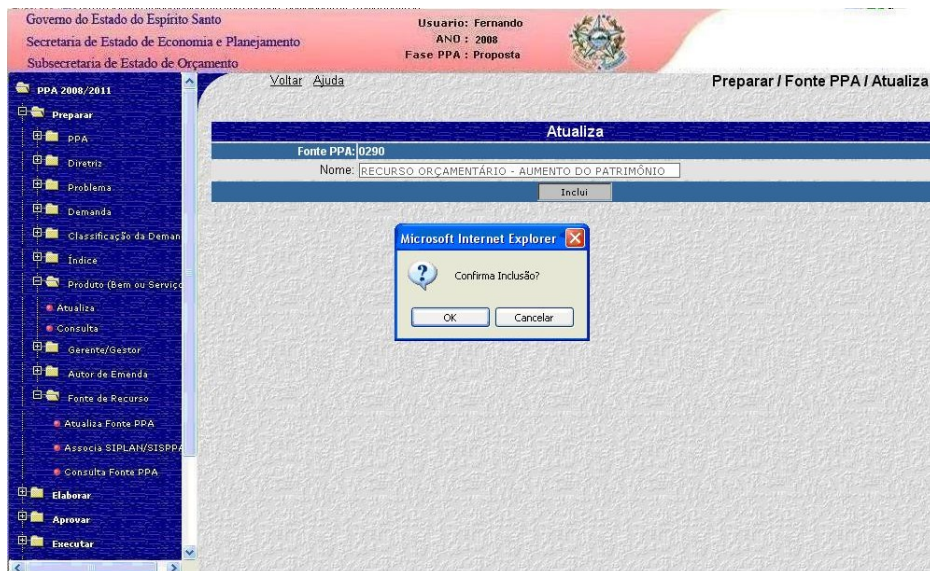 Governo do Estado do Espírito Santo
Secretaria de Estado de Economia e Planejamento
Subsecretaria de Estado de Orçamento
Usuario: Fernando
ANO : 2008
Fase PPA : Proposta
Voltar Ajuda
Preparar / Fonte PPA / Atualiza
PPA 2008/2011
Preparar
PPA
Diretriz
Problema
Demanda
Classificação da Deman
Índice
Produto (Bem ou Serviço
Atualiza
Consulta
Gerente/Gestor
Autor de Emenda
Fonte de Recurso
Atualiza Fonte PPA
Associa SIPLAN/SISPPA
Consulta Fonte PPA
Elaborar
Aprovar
Executar
Atualiza
Fonte PPA: 0290
Nome: RECURSO ORÇAMENTÁRIO - AUMENTO DO PATRIMÔNIO
Inclui
Microsoft Internet Explorer
Confirma Inclusão?
OK Cancelar